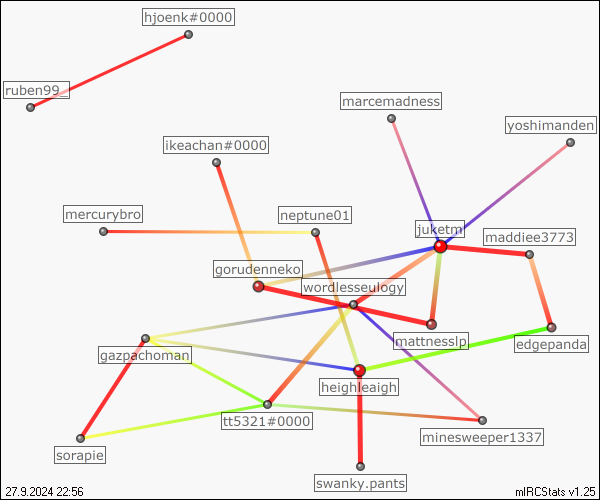 hjoenk#0000
ruben99_
marcemadness
yoshimanden
ikeachan#0000
mercurybro
neptune01
juketm
maddiee3773
gorudenneko
wordlesseulogy
mattnesslp
edgepanda
gazpachoman
heighleaigh
tt5321#0000
minesweeper1337
sorapie
swanky.pants
27.9.2024 22:56
mIRCStats v1.25